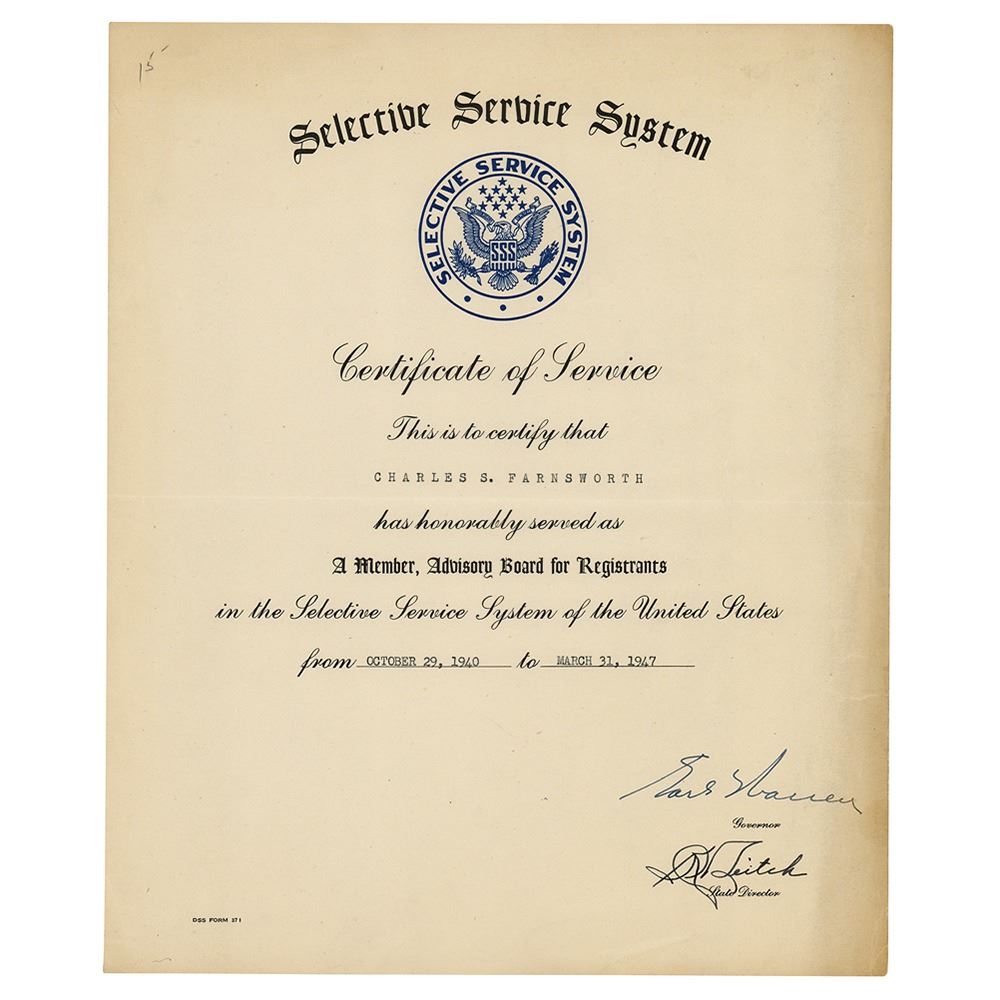 15
Selective Service System
SELECTIVE SERVICE SYSTEM
SSS
Certificate of Service
This is to certify that
CHARLES S. FARNSWORTH
has honorably served as
A Member, Advisory Board for Registrants
in the Selective Service System of the United States
from OCTOBER 29, 1940 to MARCH 31, 1947
Earl Warren
Governor
Leitch
State Director
DSS FORM 371